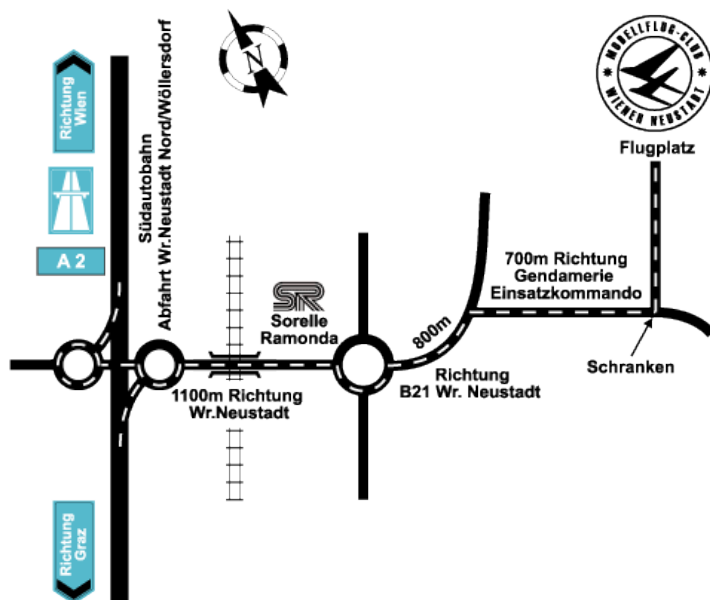 Richtung
Wien
A 2
Südautobahn
Abfahrt Wr.Neustadt Nord/Wöllersdorf
N
MODELLFLUG-CLUB
WIENER NEUSTADT
Flugplatz
SR
Sorelle
Ramonda
800m
700m Richtung
Gendamerie
Einsatzkommando
Schranken
1100m Richtung
Wr.Neustadt
Richtung
B21 Wr. Neustadt
Richtung
Graz